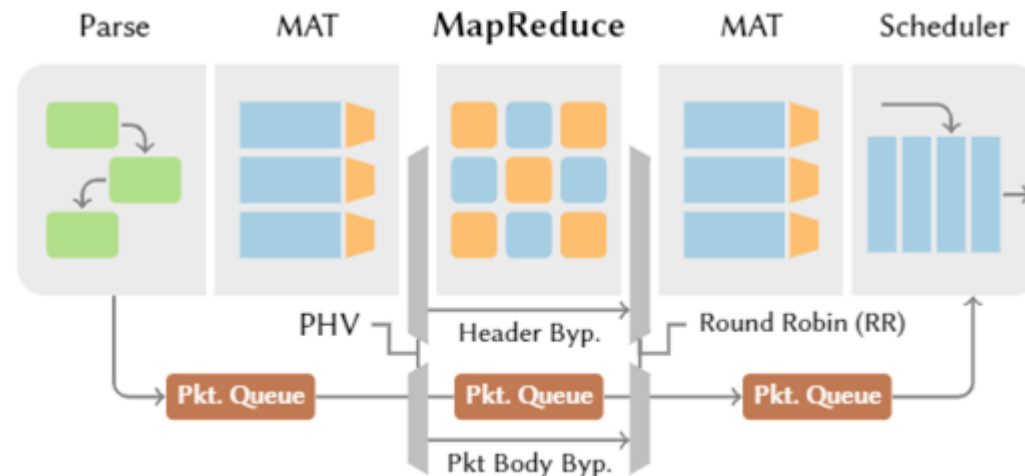 Parse
MAT
MapReduce
MAT
Scheduler
PHV
Header Byp.
Round Robin (RR)
Pkt. Queue
Pkt. Queue
Pkt. Queue
Pkt Body Byp.